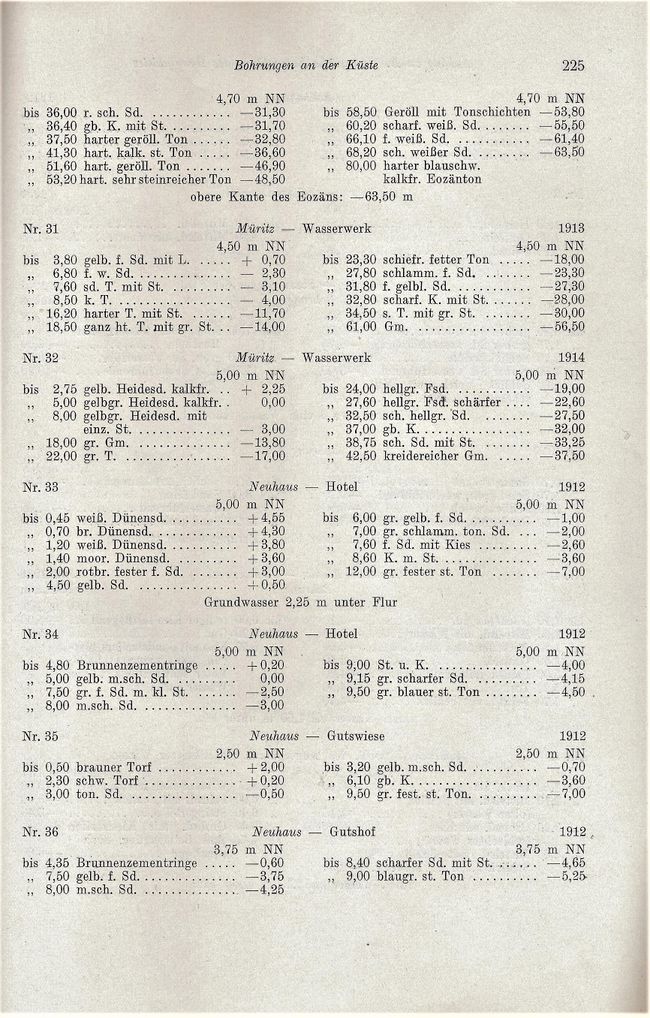 Bohrungen an der Küste 225
4,70 m NN
bis 36,00 r. sch. Sd. . . . . . . . . . . . . —31,30
„ 36,40 gb. K. mit St. . . . . . . . . . —31,70
„ 37,50 harter geröll. Ton . . . . . . . —32,80
„ 41,30 hart. kalk. st. Ton . . . . . —36,60
„ 51,60 hart. geröll. Ton . . . . . . . —46,90
„ 53,20 hart. sehr steinreicher Ton —48,50
4,70 m NN
bis 58,50 Geröll mit Tonschichten —53,80
„ 60,20 scharf. weiß. Sd. . . . . . . . —55,50
„ 66,10 f. weiß. Sd. . . . . . . . . . . . —61,40
„ 68,20 sch. weißer Sd. . . . . . . . . —63,50
„ 80,00 harter blauschw.
kalkfr. Eozänton
obere Kante des Eozäns: —63,50 m
Nr. 31 Müritz — Wasserwerk 1913
4,50 m NN
bis 3,80 gelb. f. Sd. mit L. . . . . . + 0,70
„ 6,80 f. w. Sd. . . . . . . . . . . . . . — 2,30
„ 7,60 sd. T. mit St. . . . . . . . . . — 3,10
„ 8,50 k. T. . . . . . . . . . . . . . . . . — 4,00
„ 16,20 harter T. mit St. . . . . . . —11,70
„ 18,50 ganz ht. T. mit gr. St. . . —14,00
4,50 m NN
bis 23,30 schiefr. fetter Ton . . . . . —18,00
„ 27,80 schlamm. f. Sd. . . . . . . . —23,30
„ 31,80 f. gelbl. Sd. . . . . . . . . . . —27,30
„ 32,80 scharf. K. mit St. . . . . . . —28,00
„ 34,50 s. T. mit gr. St. . . . . . . . —30,00
„ 61,00 Gm. . . . . . . . . . . . . . . . . —56,50
Nr. 32 Müritz — Wasserwerk 1914
5,00 m NN
bis 2,75 gelb. Heidesd. kalkfr. . . + 2,25
„ 5,00 gelbgr. Heidesd. kalkfr. . 0,00
„ 8,00 gelbgr. Heidesd. mit
einz. St. . . . . . . . . . . . . . — 3,00
„ 18,00 gr. Gm. . . . . . . . . . . . . . —13,80
„ 22,00 gr. T. . . . . . . . . . . . . . . . —17,00
5,00 m NN
bis 24,00 hellgr. Fsd. . . . . . . . . . . —19,00
„ 27,60 hellgr. Fsd. schärfer . . . . —22,60
„ 32,50 sch. hellgr. Sd. . . . . . . . . —27,50
„ 37,00 gb. K. . . . . . . . . . . . . . . . —32,00
„ 38,75 sch. Sd. mit St. . . . . . . . . —33,25
„ 42,50 kreidereicher Gm. . . . . . —37,50
Nr. 33 Neuhaus — Hotel 1912
5,00 m NN
bis 0,45 weiß. Dünensd. . . . . . . . . . +4,55
„ 0,70 br. Dünensd. . . . . . . . . . . . +4,30
„ 1,20 weiß. Dünensd. . . . . . . . . . +3,80
„ 1,40 moor. Dünensd. . . . . . . . . . +3,60
„ 2,00 rotbr. fester f. Sd. . . . . . . . +3,00
„ 4,50 gelb. Sd. . . . . . . . . . . . . . +0,50
5,00 m NN
bis 6,00 gr. gelb. f. Sd. . . . . . . . . . —1,00
„ 7,00 gr. schlamm. ton. Sd. . . . —2,00
„ 7,60 f. Sd. mit Kies . . . . . . . . —2,60
„ 8,60 K. m. St. . . . . . . . . . . . . . —3,60
„ 12,00 gr. fester st. Ton . . . . . . . —7,00
Grundwasser 2,25 m unter Flur
Nr. 34 Neuhaus — Hotel 1912
5,00 m NN
bis 4,80 Brunnenzementringe . . . . . +0,20
„ 5,00 gelb. m.sch. Sd. . . . . . . . 0,00
„ 7,50 gr. f. Sd. m. kl. St. . . . . . . —2,50
„ 8,00 m.sch. Sd. . . . . . . . . . . . . . —3,00
5,00 m NN
bis 9,00 St. u. K. . . . . . . . . . . . . . . —4,00
„ 9,15 gr. scharfer Sd. . . . . . . . . . —4,15
„ 9,50 gr. blauer st. Ton . . . . . . . . —4,50
Nr. 35 Neuhaus — Gutswiese 1912
2,50 m NN
bis 0,50 brauner Torf . . . . . . . . . . . +2,00
„ 2,30 schw. Torf . . . . . . . . . . . . . +0,20
„ 3,00 ton. Sd. . . . . . . . . . . . . . . —0,50
2,50 m NN
bis 3,20 gelb. m.sch. Sd. . . . . . . . . . —0,70
„ 6,10 gb. K. . . . . . . . . . . . . . . . . —3,60
„ 9,50 gr. fest. st. Ton. . . . . . . . . . —7,00
Nr. 36 Neuhaus — Gutshof 1912
3,75 m NN
bis 4,35 Brunnenzementringe . . . . . —0,60
„ 7,50 gelb. f. Sd. . . . . . . . . . . . . . —3,75
„ 8,00 m.sch. Sd. . . . . . . . . . . . . . —4,25
3,75 m NN
bis 8,40 scharfer Sd. mit St. . . . . . . —4,65
„ 9,00 blaugr. st. Ton . . . . . . . . . . —5,25